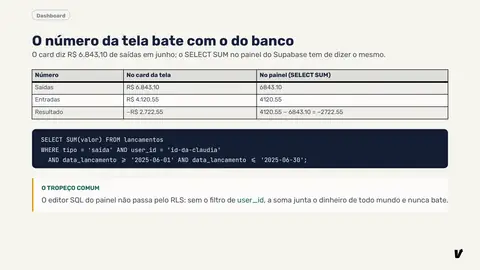 Dashboard
O número da tela bate com o do banco
O card diz R$ 6.843,10 de saídas em junho; o SELECT SUM no painel do Supabase tem de dizer o mesmo.
Número No card da tela No painel (SELECT SUM)
Saídas R$ 6.843,10 6843.10
Entradas R$ 4.120,55 4120.55
Resultado −R$ 2.722,55 4120.55 − 6843.10 = −2722.55
SELECT SUM(valor) FROM lancamentos
WHERE tipo = 'saida' AND user_id = 'id-da-claudia'
AND data_lancamento >= '2025-06-01' AND data_lancamento <= '2025-06-30';
O TROPEÇO COMUM
O editor SQL do painel não passa pelo RLS: sem o filtro de user_id, a soma junta o dinheiro de todo mundo e nunca bate.